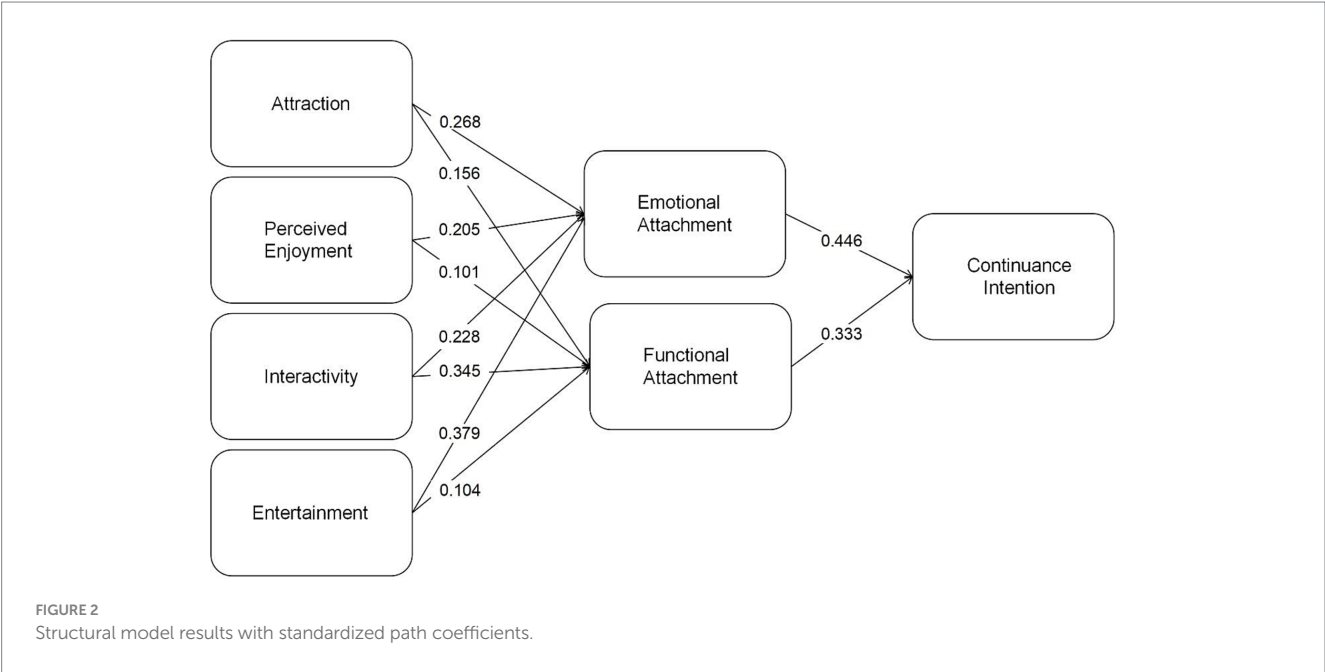 Attraction
Perceived
Enjoyment
Interactivity
Entertainment
0.268
0.156
0.205
0.101
0.228
0.345
0.379
0.104
Emotional
Attachment
Functional
Attachment
0.446
0.333
Continuance
Intention
FIGURE 2
Structural model results with standardized path coefficients.